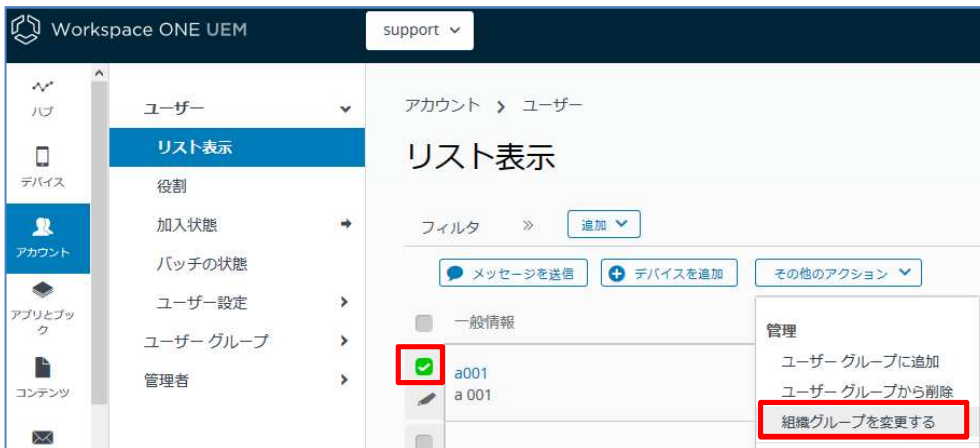 Workspace ONE UEM
support
ハブ
デバイス
アカウント
アプリとブッ
ク
コンテンツ
ユーザー
リスト表示
役割
加入状態
バッチの状態
ユーザー設定
ユーザー グループ
管理者
アカウント > ユーザー
リスト表示
フィルタ » 追加
メッセージを送信 デバイスを追加 その他のアクション
一般情報
a001
a 001
管理
ユーザー グループに追加
ユーザー グループから削除
組織グループを変更する